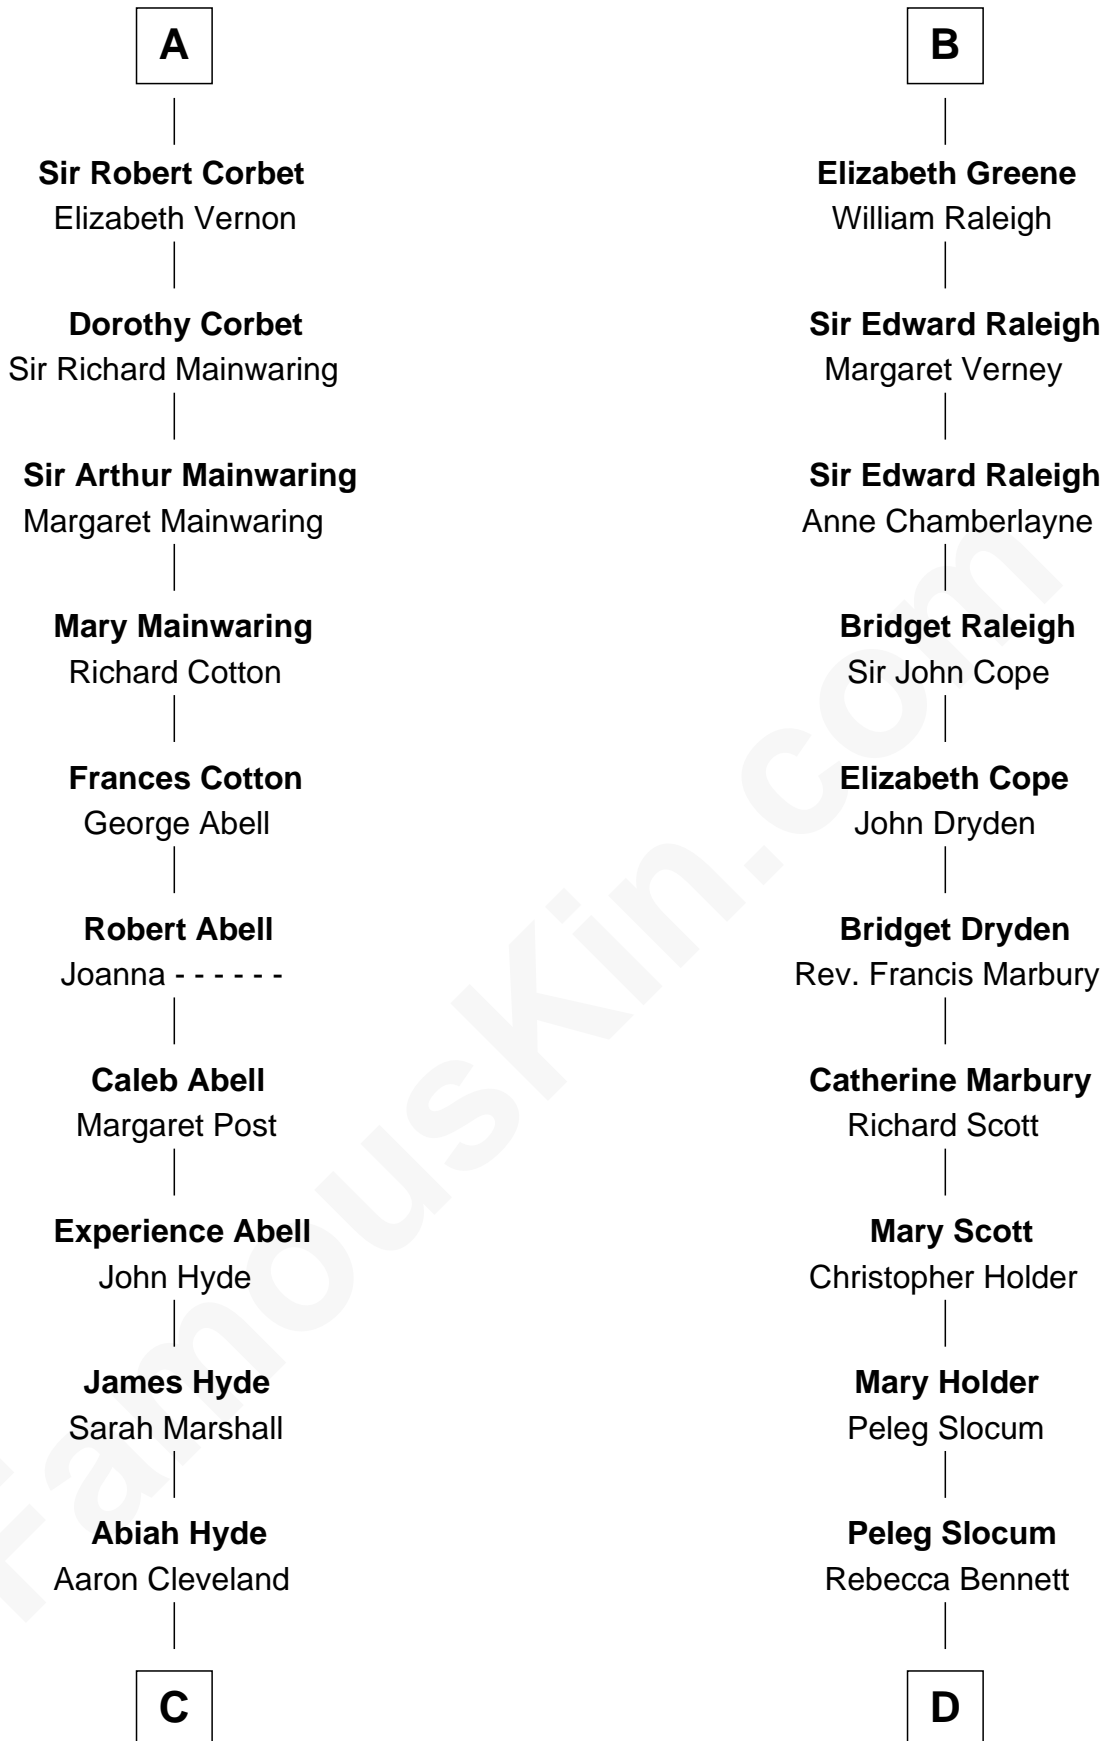 A
Sir Robert Corbet
Elizabeth Vernon
Dorothy Corbet
Sir Richard Mainwaring
Sir Arthur Mainwaring
Margaret Mainwaring
Mary Mainwaring
Richard Cotton
Frances Cotton
George Abell
Robert Abell
Joanna - - - - - -
Caleb Abell
Margaret Post
Experience Abell
John Hyde
James Hyde
Sarah Marshall
Abiah Hyde
Aaron Cleveland
C
B
Elizabeth Greene
William Raleigh
Sir Edward Raleigh
Margaret Verney
Sir Edward Raleigh
Anne Chamberlayne
Bridget Raleigh
Sir John Cope
Elizabeth Cope
John Dryden
Bridget Dryden
Rev. Francis Marbury
Catherine Marbury
Richard Scott
Mary Scott
Christopher Holder
Mary Holder
Peleg Slocum
Peleg Slocum
Rebecca Bennett
D
FamousKin.com